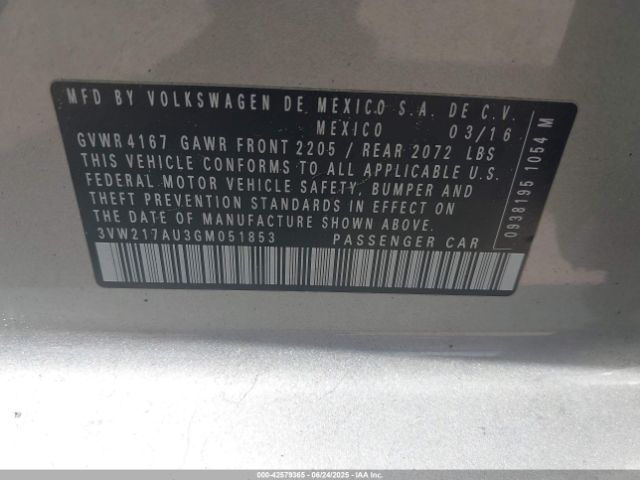 MFD BY VOLKSWAGEN DE MEXICO S.A. DE C.V.
MEXICO 03/16
GVWR 4167 GAWR FRONT 2205 / REAR 2072 LBS
THIS VEHICLE CONFORMS TO ALL APPLICABLE U.S.
FEDERAL MOTOR VEHICLE SAFETY, BUMPER AND
THEFT PREVENTION STANDARDS IN EFFECT ON
THE DATE OF MANUFACTURE SHOWN ABOVE.
3VW217AU3GM051853 PASSENGER CAR
0938195 1054 M
000-42579365 - 06/24/2025 - IAA Inc.